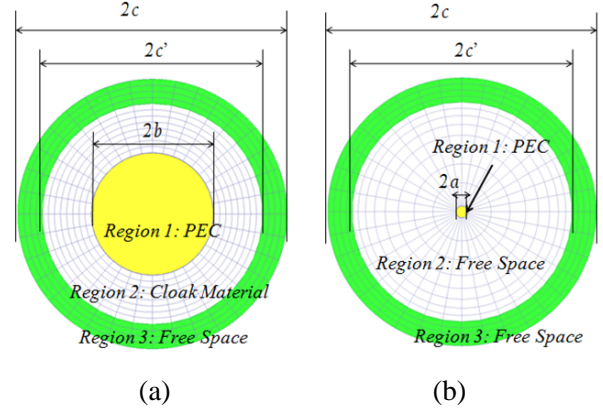 2c
2c'
2b
Region 1: PEC
Region 2: Cloak Material
Region 3: Free Space
(a)
2c
2c'
Region 1: PEC
2a
Region 2: Free Space
Region 3: Free Space
(b)